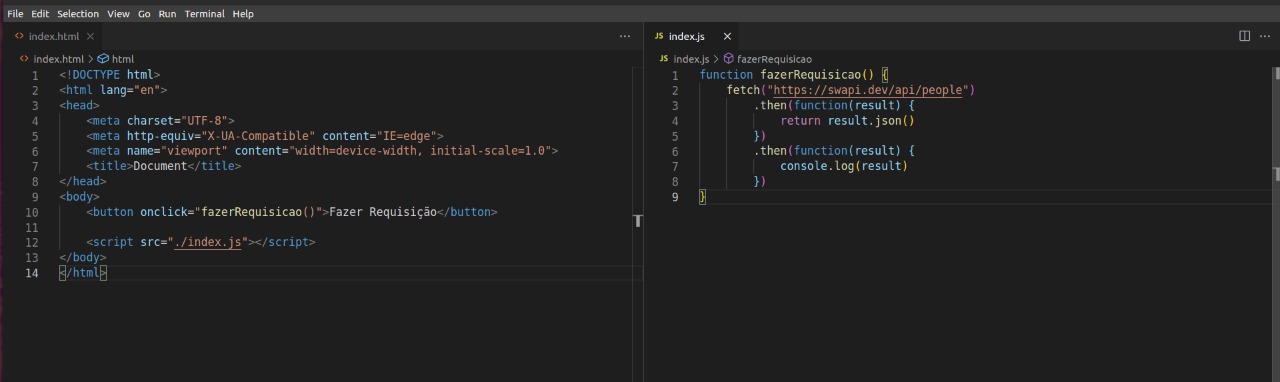 File Edit Selection View Go Run Terminal Help
index.html
index.html > html
1 <!DOCTYPE html>
2 <html lang="en">
3 <head>
4 <meta charset="UTF-8">
5 <meta http-equiv="X-UA-Compatible" content="IE=edge">
6 <meta name="viewport" content="width=device-width, initial-scale=1.0">
7 <title>Document</title>
8 </head>
9 <body>
10 <button onclick="fazerRequisicao()">Fazer Requisição</button>
11
12 <script src="./index.js"></script>
13 </body>
14 </html>
JS index.js
JS index.js > fazerRequisicao
1 function fazerRequisicao() {
2 fetch("https://swapi.dev/api/people")
3 .then(function(result) {
4 return result.json()
5 })
6 .then(function(result) {
7 console.log(result)
8 })
9 }